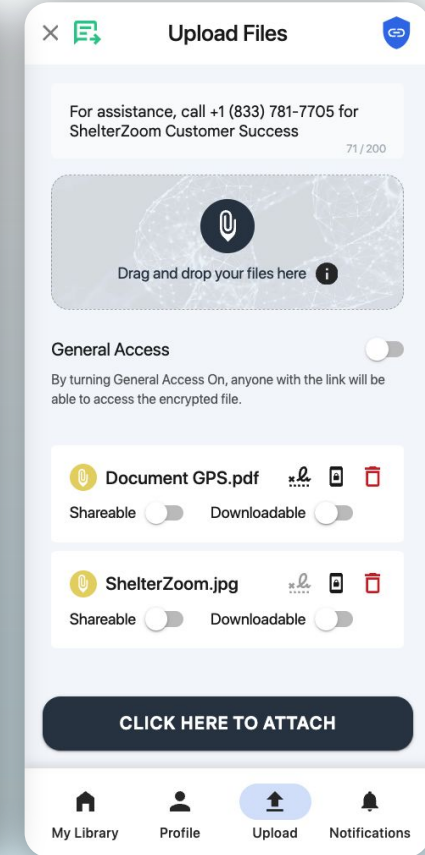 Upload Files
For assistance, call +1 (833) 781-7705 for
ShelterZoom Customer Success
71 / 200
Drag and drop your files here
General Access
By turning General Access On, anyone with the link will be
able to access the encrypted file.
Document GPS.pdf
Shareable Downloadable
ShelterZoom.jpg
Shareable Downloadable
CLICK HERE TO ATTACH
My Library Profile Upload Notifications